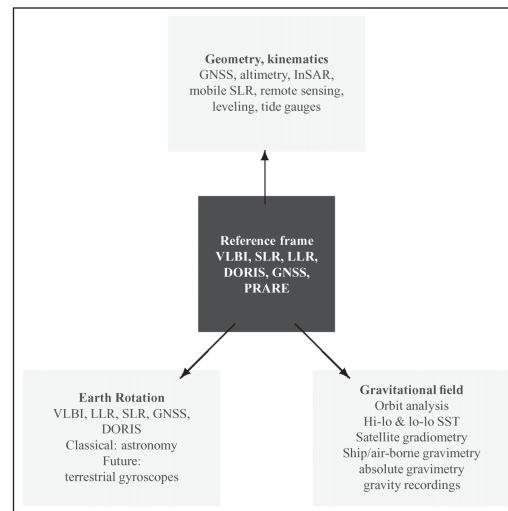 Geometry, kinematics
GNSS, altimetry, InSAR,
mobile SLR, remote sensing,
leveling, tide gauges
Reference frame
VLBI, SLR, LLR,
DORIS, GNSS,
PRARE
Earth Rotation
VLBI, LLR, SLR, GNSS,
DORIS
Classical: astronomy
Future:
terrestrial gyroscopes
Gravitational field
Orbit analysis
Hi-lo & lo-lo SST
Satellite gradiometry
Ship/air-borne gravimetry
absolute gravimetry
gravity recordings